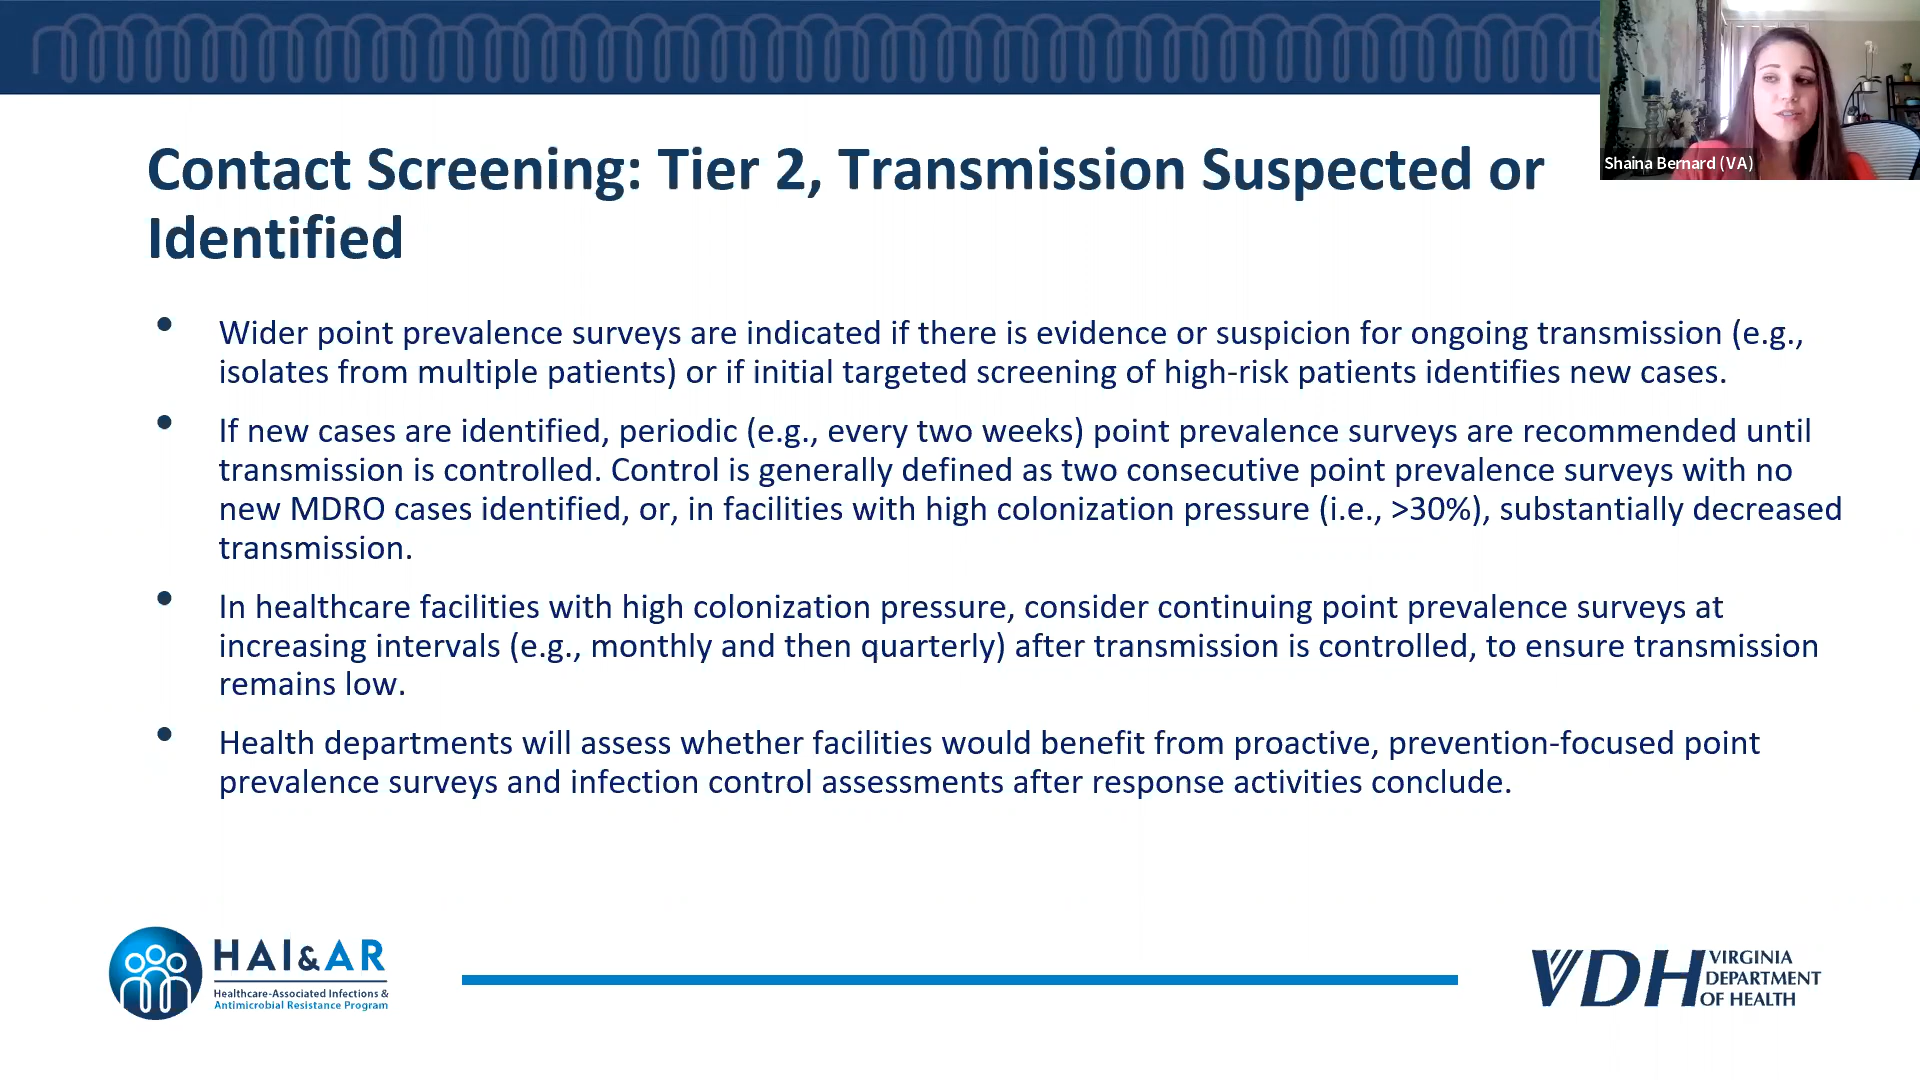 Shaina Bernard (VA)
Contact Screening: Tier 2, Transmission Suspected or
Identified
• Wider point prevalence surveys are indicated if there is evidence or suspicion for ongoing transmission (e.g.,
isolates from multiple patients) or if initial targeted screening of high-risk patients identifies new cases.
• If new cases are identified, periodic (e.g., every two weeks) point prevalence surveys are recommended until
transmission is controlled. Control is generally defined as two consecutive point prevalence surveys with no
new MDRO cases identified, or, in facilities with high colonization pressure (i.e., >30%), substantially decreased
transmission.
• In healthcare facilities with high colonization pressure, consider continuing point prevalence surveys at
increasing intervals (e.g., monthly and then quarterly) after transmission is controlled, to ensure transmission
remains low.
• Health departments will assess whether facilities would benefit from proactive, prevention-focused point
prevalence surveys and infection control assessments after response activities conclude.
HAI&AR
Healthcare-Associated Infections &
Antimicrobial Resistance Program
VDH VIRGINIA
DEPARTMENT
OF HEALTH